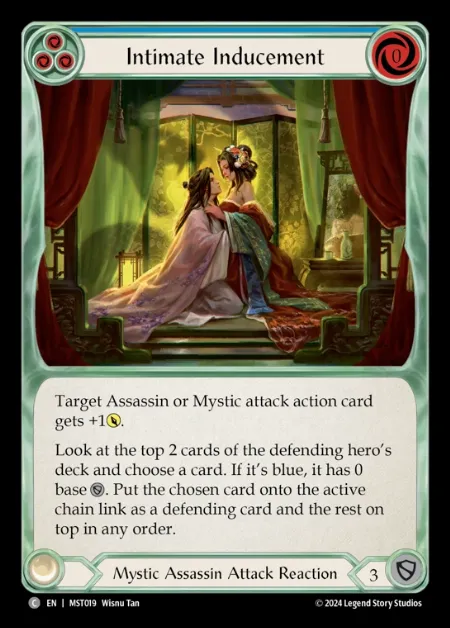 Intimate Inducement
0
Target Assassin or Mystic attack action card
gets +1.
Look at the top 2 cards of the defending hero's
deck and choose a card. If it's blue, it has 0
base . Put the chosen card onto the active
chain link as a defending card and the rest on
top in any order.
Mystic Assassin Attack Reaction
3
C EN | MST019 Wisnu Tan
© 2024 Legend Story Studios